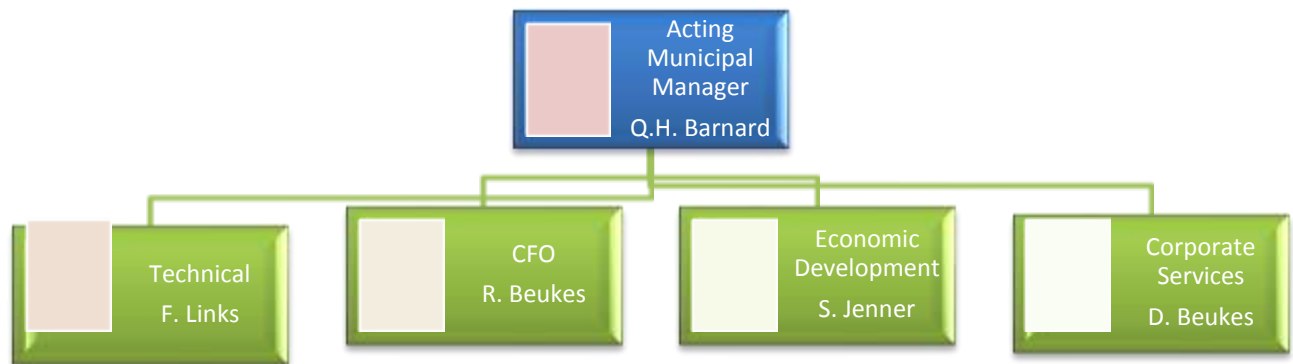 Acting
Municipal
Manager
Q.H. Barnard
Technical
F. Links
CFO
R. Beukes
Economic
Development
S. Jenner
Corporate
Services
D. Beukes